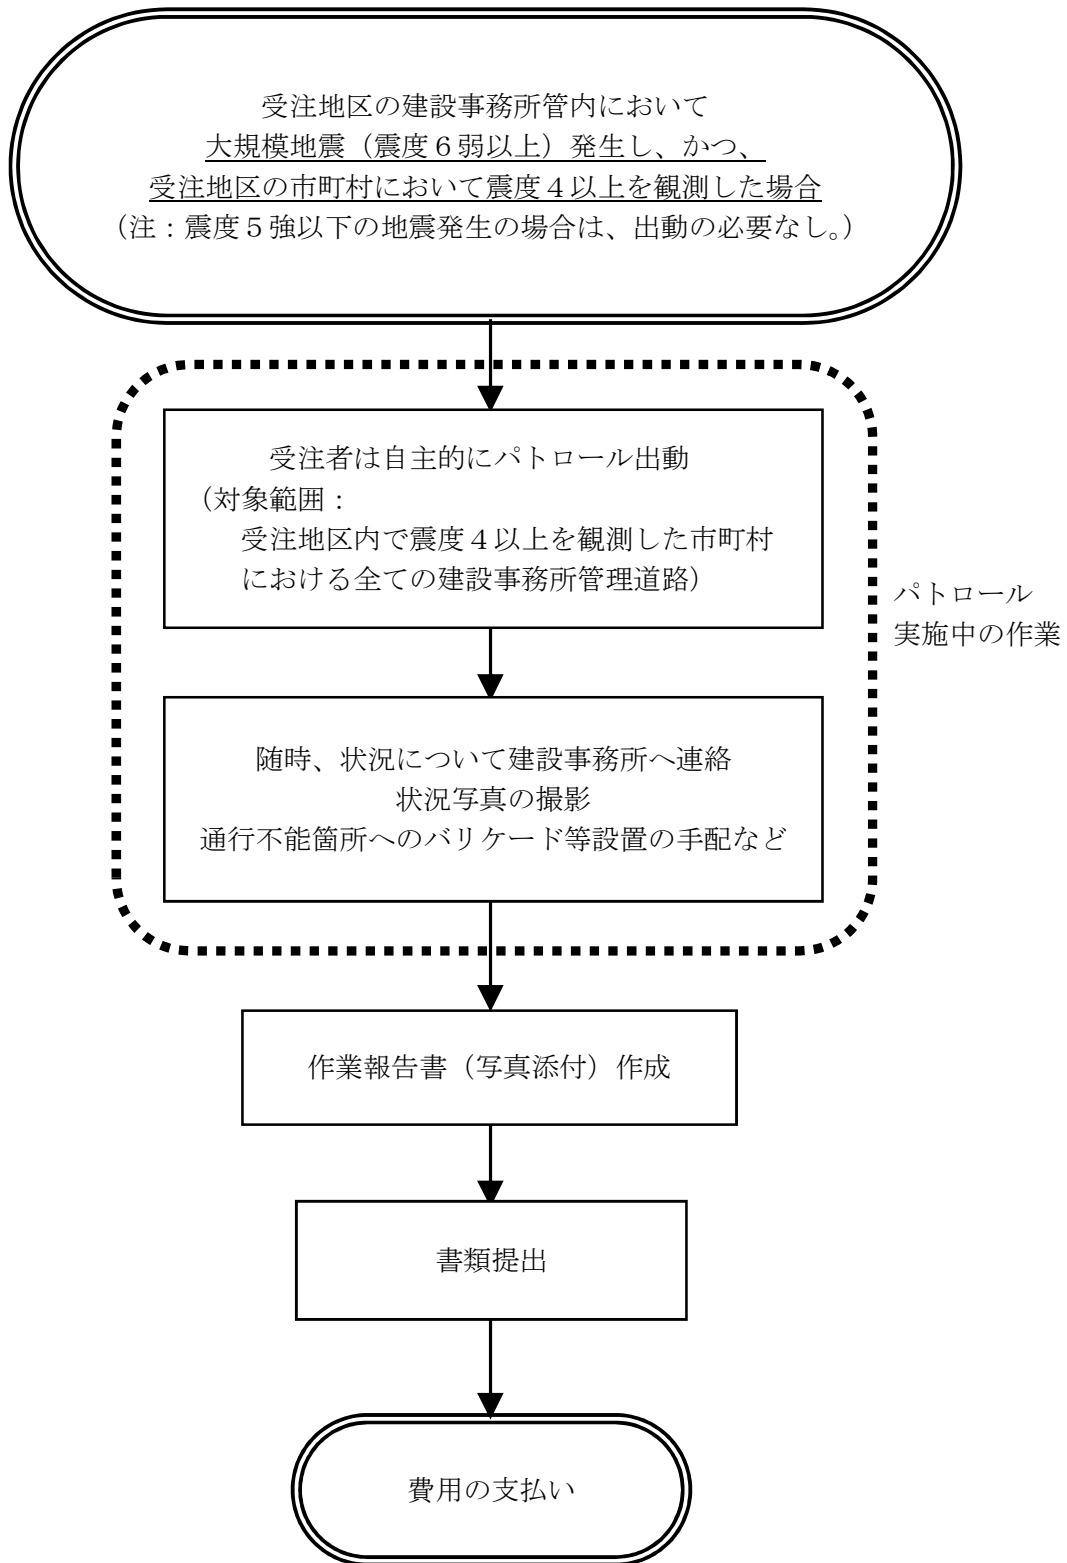 受注地区の建設事務所管内において
大規模地震（震度６弱以上）発生し、かつ、
受注地区の市町村において震度４以上を観測した場合
（注：震度５強以下の地震発生の場合は、出動の必要なし。）
受注者は自主的にパトロール出動
（対象範囲：
受注地区内で震度４以上を観測した市町村
における全ての建設事務所管理道路）
パトロール
実施中の作業
随時、状況について建設事務所へ連絡
状況写真の撮影
通行不能箇所へのバリケード等設置の手配など
作業報告書（写真添付）作成
書類提出
費用の支払い